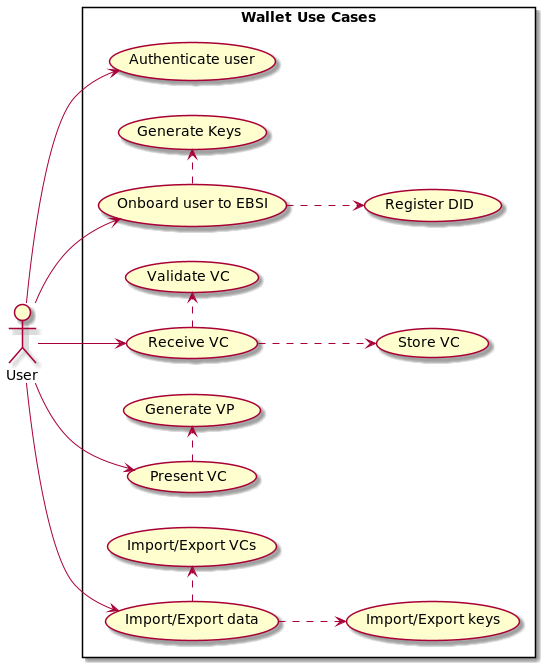 Wallet Use Cases
Authenticate user
Generate Keys
Onboard user to EBSI
Register DID
Validate VC
Receive VC
Store VC
User
Generate VP
Present VC
Import/Export VCs
Import/Export data
Import/Export keys